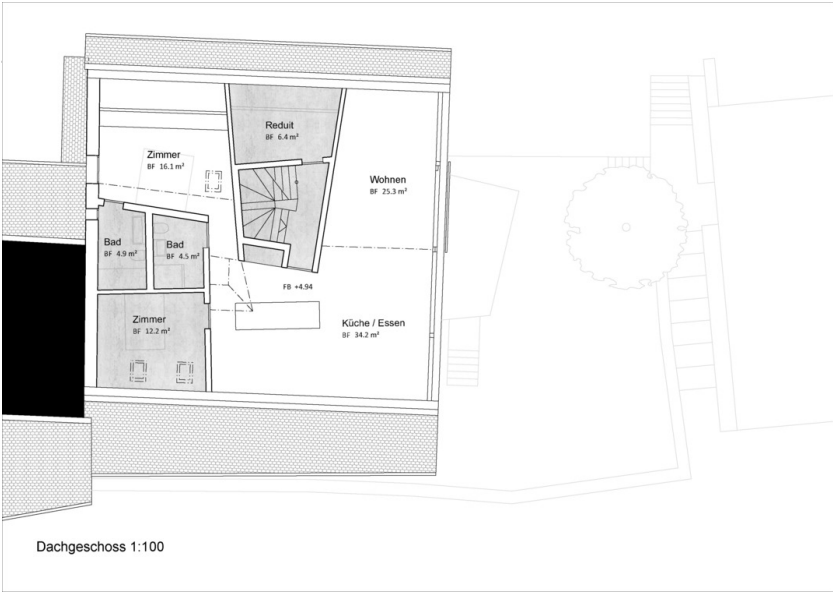 Reduit
BF 6.4 m²
Zimmer
BF 16.1 m²
Wohnen
BF 25.3 m²
Bad
BF 4.9 m²
Bad
BF 4.5 m²
FB +4.94
Zimmer
BF 12.2 m²
Küche / Essen
BF 34.2 m²
Dachgeschoss 1:100